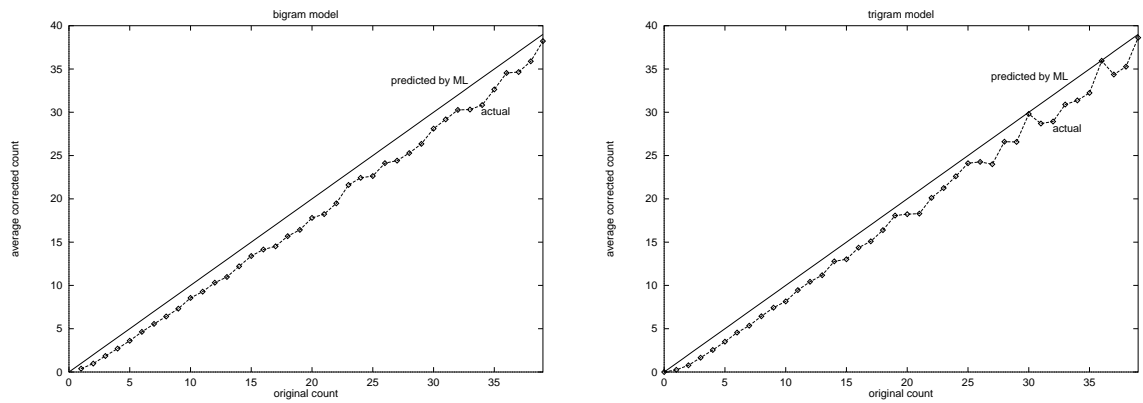 bigram model
40
35
30
25
20
15
10
5
0
0 5 10 15 20 25 30 35
average corrected count
original count
predicted by ML
actual
trigram model
40
35
30
25
20
15
10
5
0
0 5 10 15 20 25 30 35
average corrected count
original count
predicted by ML
actual